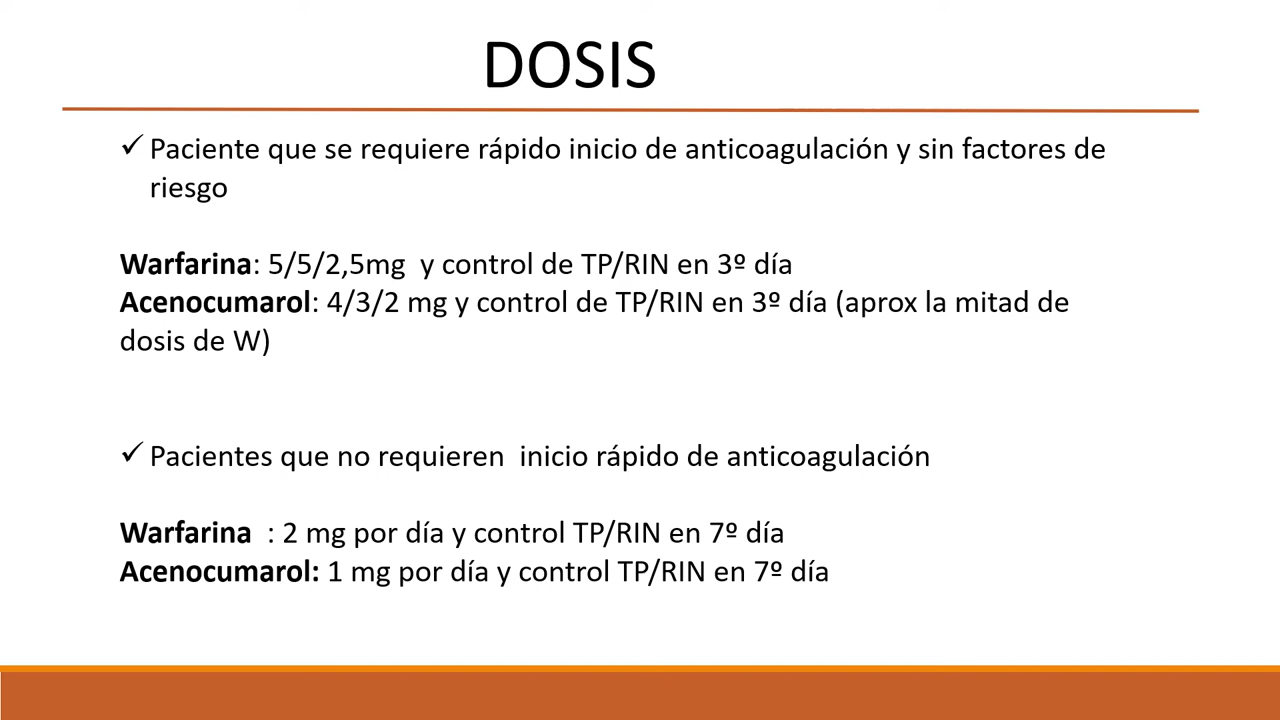 DOSIS
✓ Paciente que se requiere rápido inicio de anticoagulación y sin factores de
riesgo
Warfarina: 5/5/2,5mg y control de TP/RIN en 3º día
Acenocumarol: 4/3/2 mg y control de TP/RIN en 3º día (aprox la mitad de
dosis de W)
✓ Pacientes que no requieren inicio rápido de anticoagulación
Warfarina : 2 mg por día y control TP/RIN en 7º día
Acenocumarol: 1 mg por día y control TP/RIN en 7º día